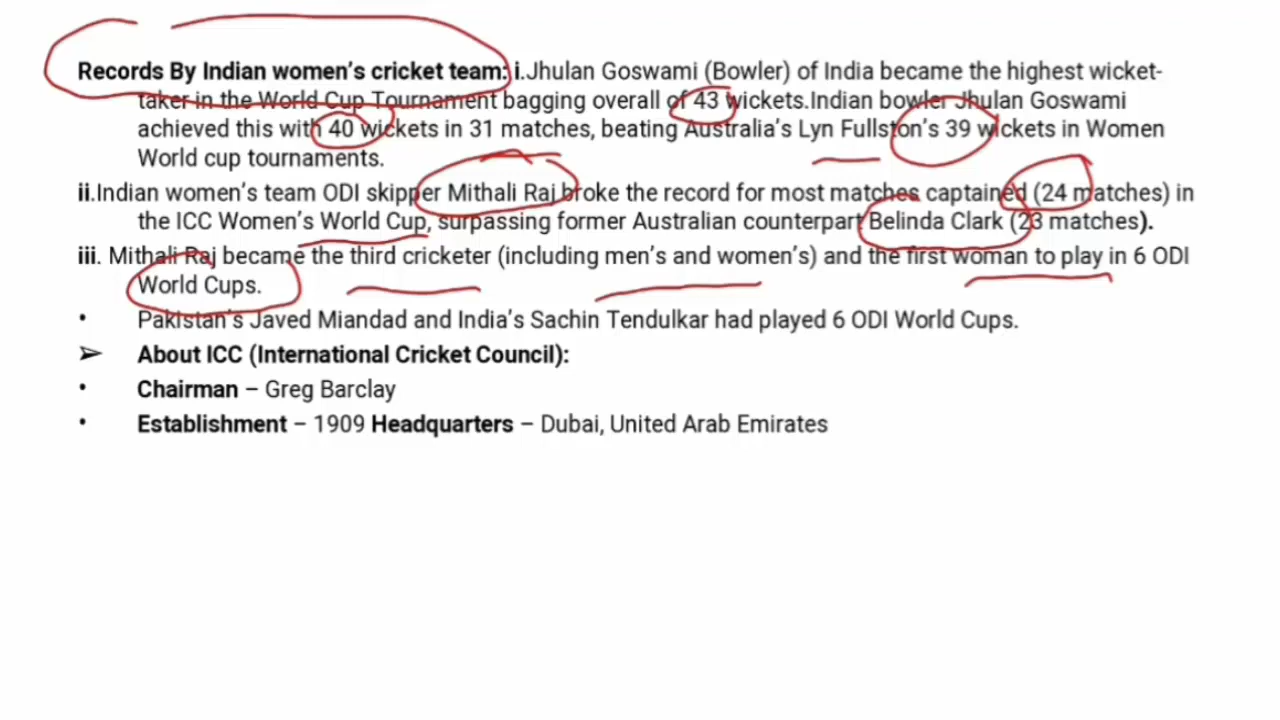 Records By Indian women's cricket team: i.Jhulan Goswami (Bowler) of India became the highest wicket-
taker in the World Cup Tournament bagging overall of 43 wickets.Indian bowler Jhulan Goswami
achieved this with 40 wickets in 31 matches, beating Australia's Lyn Fullston's 39 wickets in Women
World cup tournaments.
ii.Indian women's team ODI skipper Mithali Raj broke the record for most matches captained (24 matches) in
the ICC Women's World Cup, surpassing former Australian counterpart Belinda Clark (23 matches).
iii. Mithali Raj became the third cricketer (including men's and women's) and the first woman to play in 6 ODI
World Cups.
• Pakistan's Javed Miandad and India's Sachin Tendulkar had played 6 ODI World Cups.
➢ About ICC (International Cricket Council):
• Chairman – Greg Barclay
• Establishment – 1909 Headquarters – Dubai, United Arab Emirates